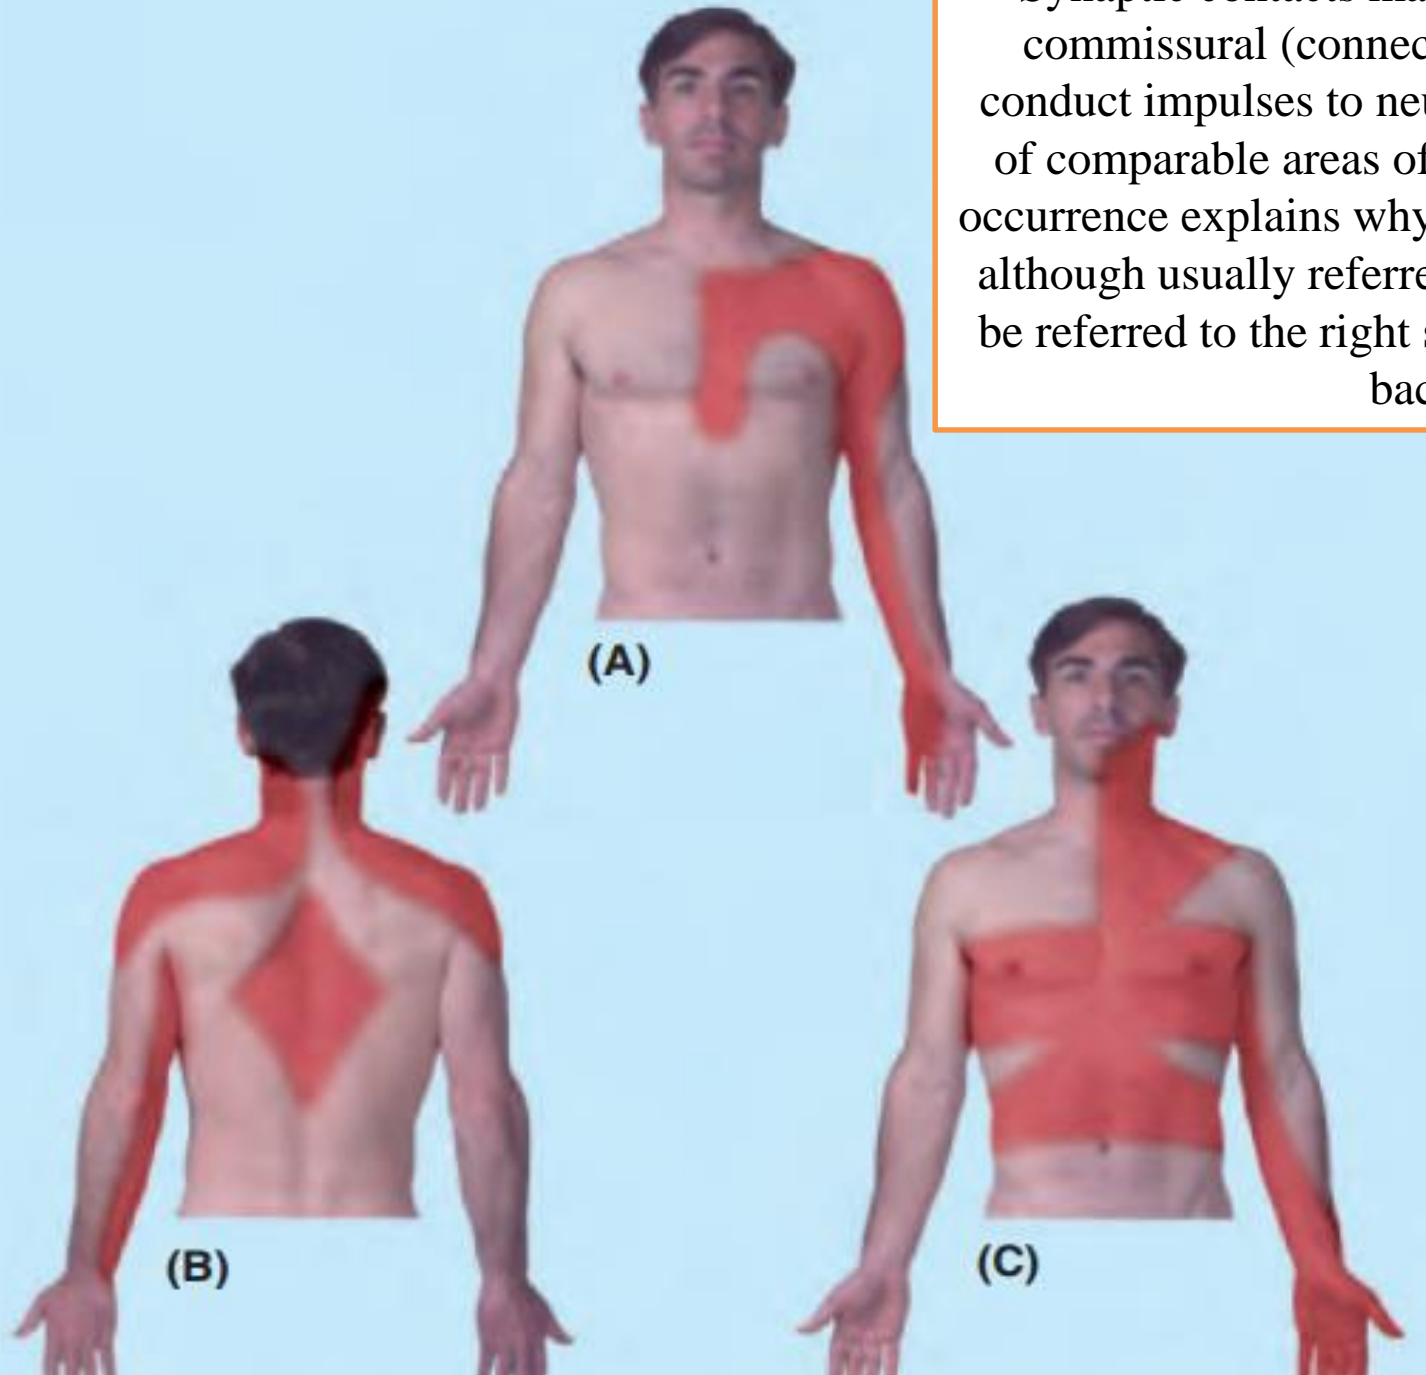 commissural (connec
conduct impulses to neu
of comparable areas of
occurrence explains why
although usually referre
be referred to the right s
bac
(A)
(B)
(C)